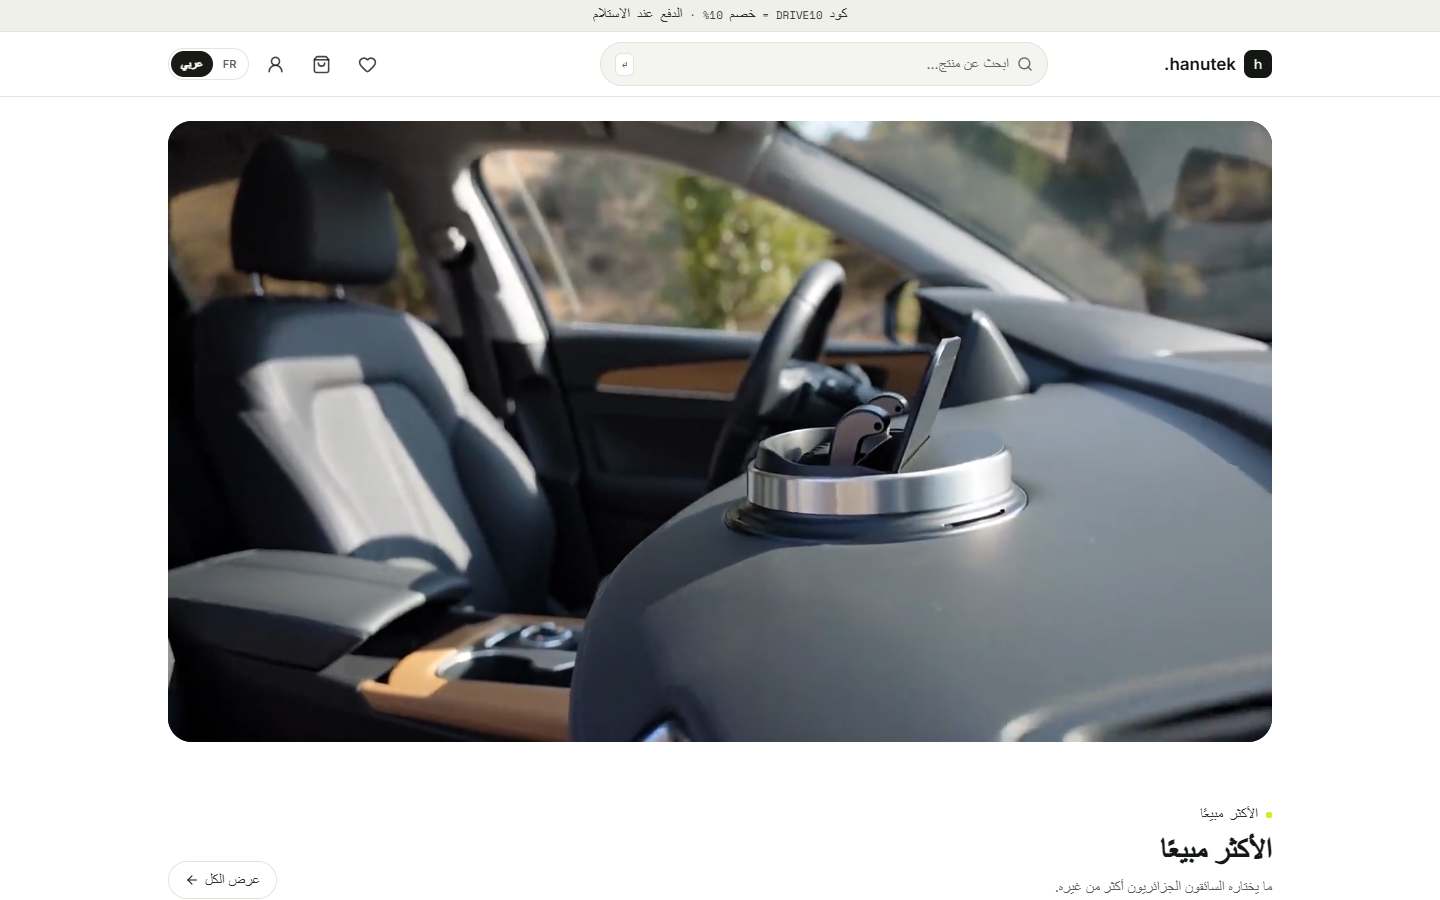 كود DRIVE10 = خصم 10% · الدفع عند الاستلام
h
hanutek.
ابحث عن منتج...
↵
FR
عربي
الأكثر مبيعًا
الأكثر مبيعًا
ما يختاره السائقون الجزائريون أكثر من غيره.
عرض الكل ←